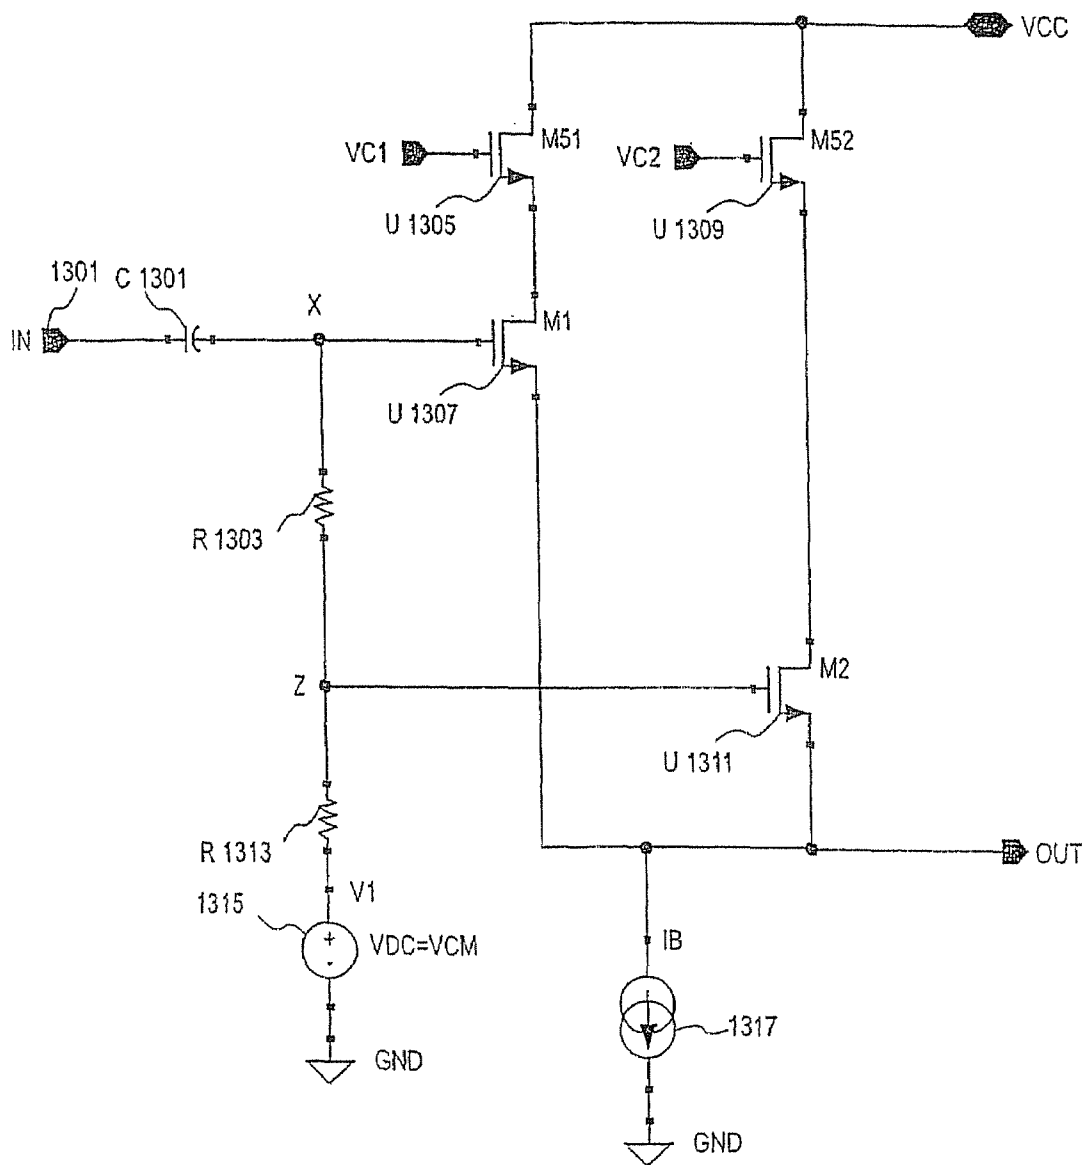 VCC
M51
M52
VC1
VC2
U 1305
U 1309
1301
C 1301
X
IN
M1
U 1307
R 1303
Z
M2
U 1311
R 1313
OUT
V1
1315
VDC=VCM
+
-
IB
1317
GND
GND